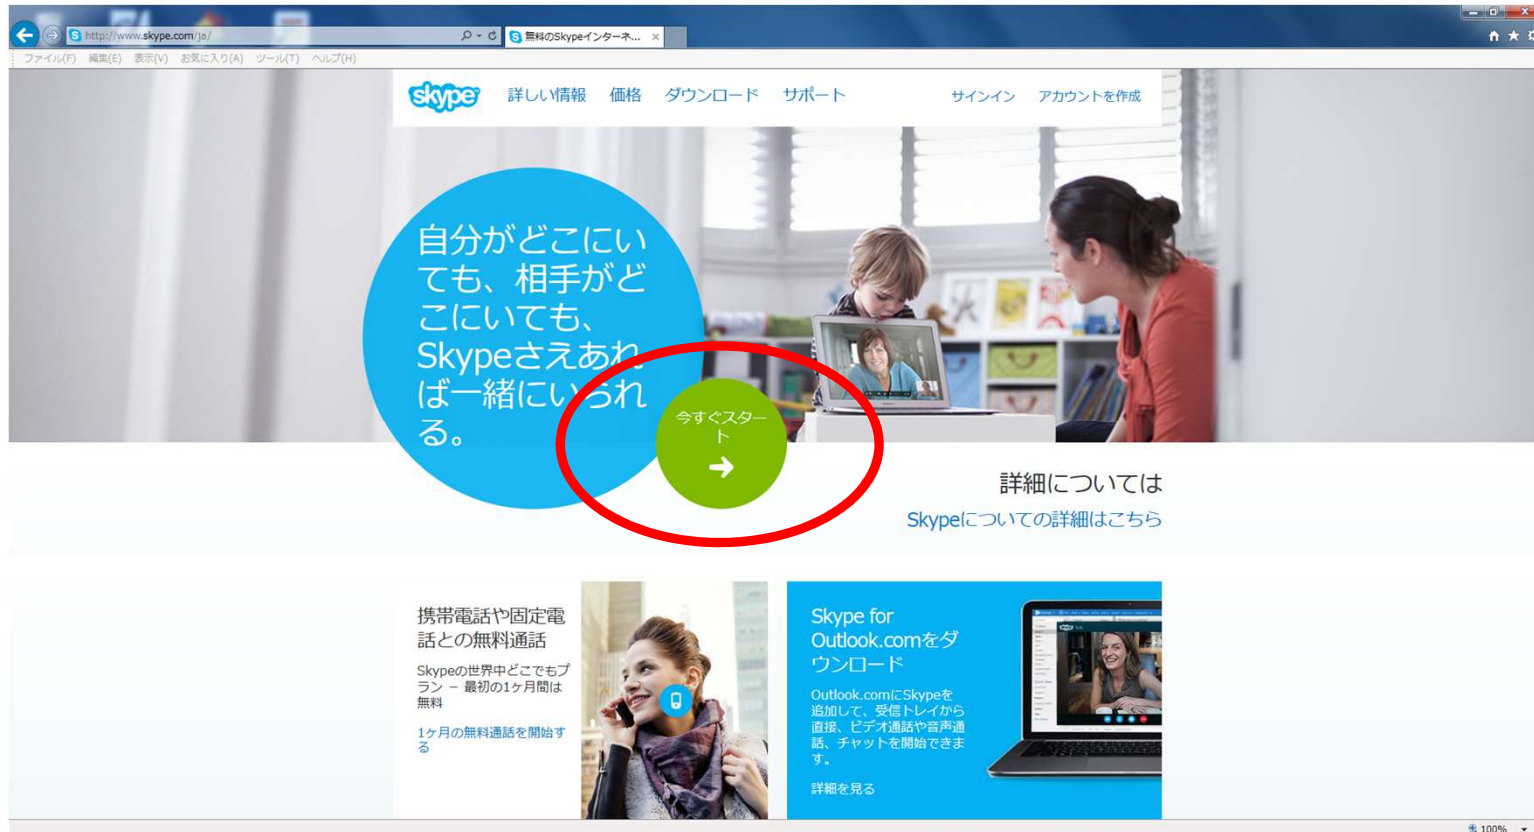 http://www.skype.com/ja/
無料のSkypeインターネ...
ファイル(F) 編集(E) 表示(V) お気に入り(A) ツール(T) ヘルプ(H)
skype 詳しい情報 価格 ダウンロード サポート サインイン アカウントを作成
自分がどこにい
ても、相手がど
こにいても、
Skypeさえあれ
ば一緒にいられ
る。
今すぐスター
ト
詳細については
Skypeについての詳細はこちら
携帯電話や固定電
話との無料通話
Skypeの世界中どこでもプ
ラン － 最初の1ヶ月間は
無料
1ヶ月の無料通話を開始す
る
Skype for
Outlook.comをダ
ウンロード
Outlook.comにSkypeを
追加して、受信トレイから
直接、ビデオ通話や音声通
話、チャットを開始できま
す。
詳細を見る
100%